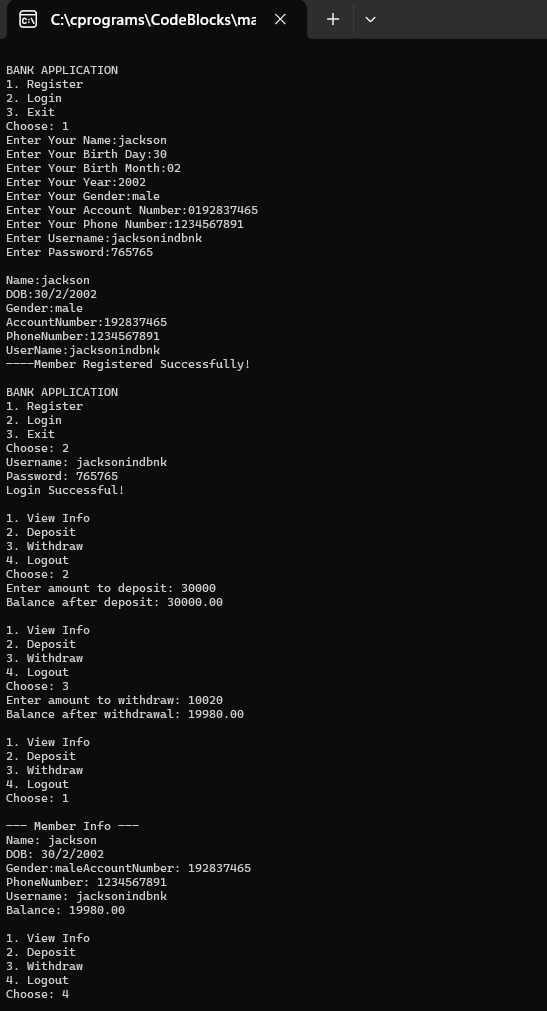 C:\cprograms\CodeBlocks\ma
BANK APPLICATION
1. Register
2. Login
3. Exit
Choose: 1
Enter Your Name:jackson
Enter Your Birth Day:30
Enter Your Birth Month:02
Enter Your Year:2002
Enter Your Gender:male
Enter Your Account Number:0192837465
Enter Your Phone Number:1234567891
Enter Username:jacksonindbnk
Enter Password:765765
Name:jackson
DOB:30/2/2002
Gender:male
AccountNumber:192837465
PhoneNumber:1234567891
UserName:jacksonindbnk
----Member Registered Successfully!
BANK APPLICATION
1. Register
2. Login
3. Exit
Choose: 2
Username: jacksonindbnk
Password: 765765
Login Successful!
1. View Info
2. Deposit
3. Withdraw
4. Logout
Choose: 2
Enter amount to deposit: 30000
Balance after deposit: 30000.00
1. View Info
2. Deposit
3. Withdraw
4. Logout
Choose: 3
Enter amount to withdraw: 10020
Balance after withdrawal: 19980.00
1. View Info
2. Deposit
3. Withdraw
4. Logout
Choose: 1
--- Member Info ---
Name: jackson
DOB: 30/2/2002
Gender:maleAccountNumber: 192837465
PhoneNumber: 1234567891
Username: jacksonindbnk
Balance: 19980.00
1. View Info
2. Deposit
3. Withdraw
4. Logout
Choose: 4